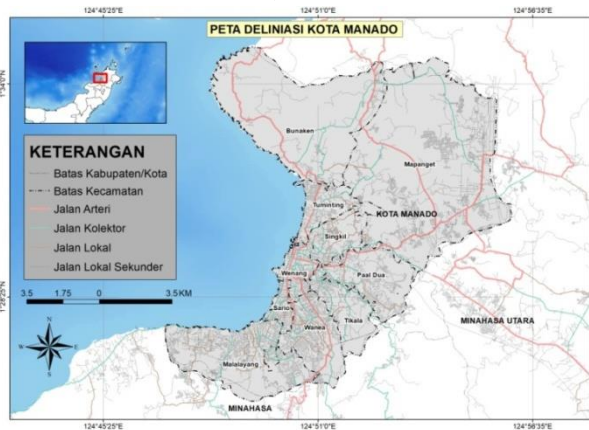 124°45'25"E 124°51'0"E 124°56'35"E
PETA DELINIASI KOTA MANADO
1°34'0"N
KETERANGAN
Batas Kabupaten/Kota
Batas Kecamatan
Jalan Arteri
Jalan Kolektor
Jalan Lokal
Jalan Lokal Sekunder
3.5 1.75 0 3.5 KM
1°28'25"N
N
W E
S
Bunaken
Mapanget
Tuminting
KOTA MANADO
Singkil
Wenang
Paal Dua
Sario
Tikala
Wanea
MINAHASA UTARA
Malalayang
MINAHASA
124°45'25"E 124°51'0"E 124°56'35"E